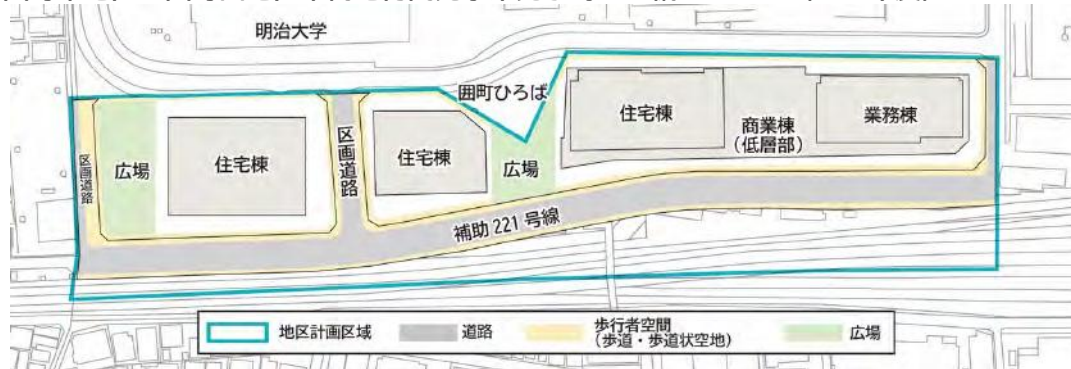 明治大学
囲町ひろば
住宅棟
商業棟
（低層部）
業務棟
区画道路
広場
住宅棟
区画道路
住宅棟
広場
補助221号線
地区計画区域
道路
歩行者空間
（歩道・歩道状空地）
広場